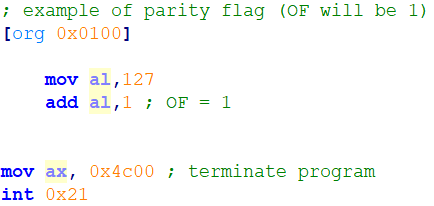 ; example of parity flag (OF will be 1)
[org 0x0100]
mov al,127
add al,1 ; OF = 1
mov ax, 0x4c00 ; terminate program
int 0x21